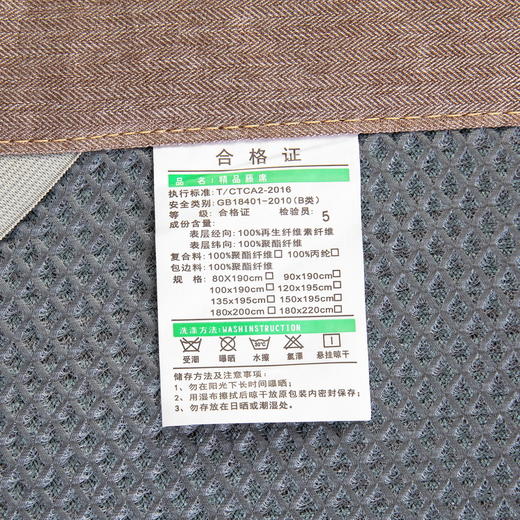 合格证
品 名：精品藤席
执行标准：T/CTCA2-2016
安全类别：GB18401-2010（B类）
等 级：合格证 检验员：5
成份含量：
表层经向：100%再生纤维素纤维
表层纬向：100%聚酯纤维
复合料：100%聚酯纤维□100%丙纶□
包边料：100%聚酯纤维
规 格：80X190cm□ 90x190cm□
100x190cm□ 120x195cm□
135x195cm□ 150x195cm□
180x200cm□ 180x220cm□
洗涤方法:WASHINSTRUCTION
30℃
受潮 曝晒 水擦 氯漂 悬挂晾干
储存方法及注意事项：
1、勿在阳光下长时间曝晒。
2、用湿布擦拭后晾干放原包装内密封保存。
3、勿存放在日晒或潮湿处。